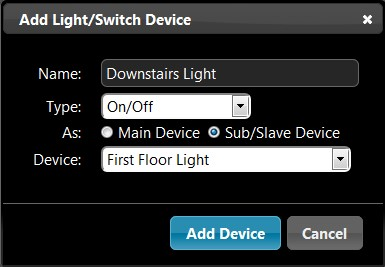 Add Light/Switch Device ×
Name: Downstairs Light
Type: On/Off
As: Main Device Sub/Slave Device
Device: First Floor Light
Add Device Cancel